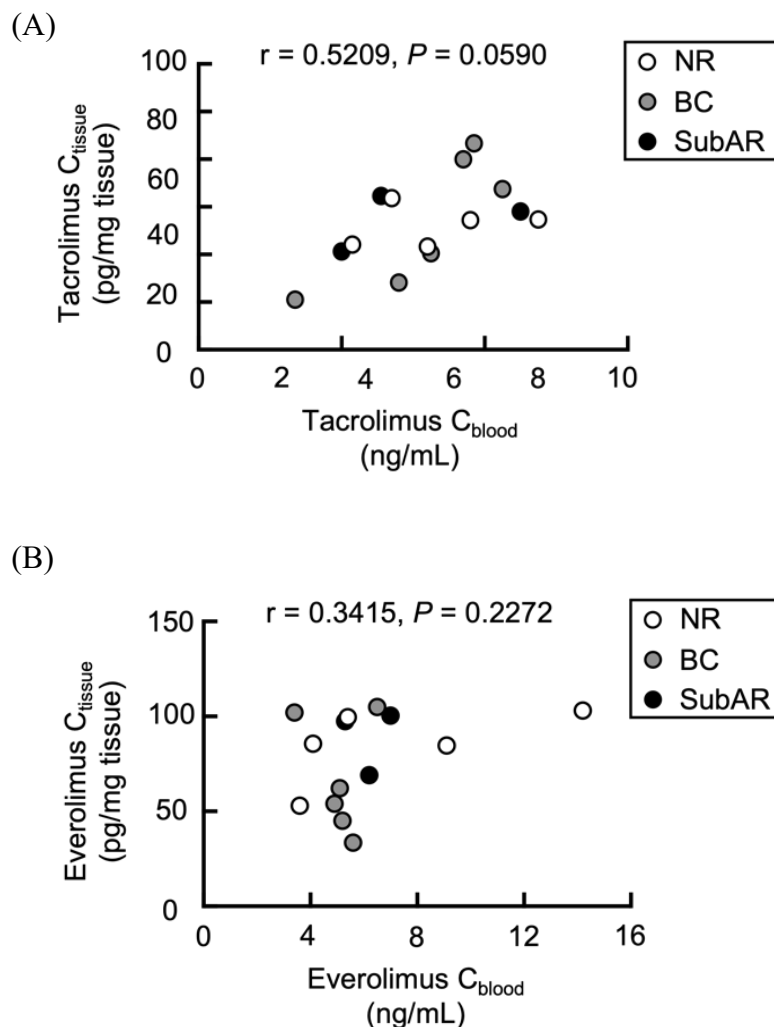 (A)
r = 0.5209, P = 0.0590
NR
BC
SubAR
100
80
60
40
20
0
Tacrolimus Ctissue
(pg/mg tissue)
0 2 4 6 8 10
Tacrolimus Cblood
(ng/mL)
(B)
r = 0.3415, P = 0.2272
NR
BC
SubAR
150
100
50
0
Everolimus Ctissue
(pg/mg tissue)
0 4 8 12 16
Everolimus Cblood
(ng/mL)